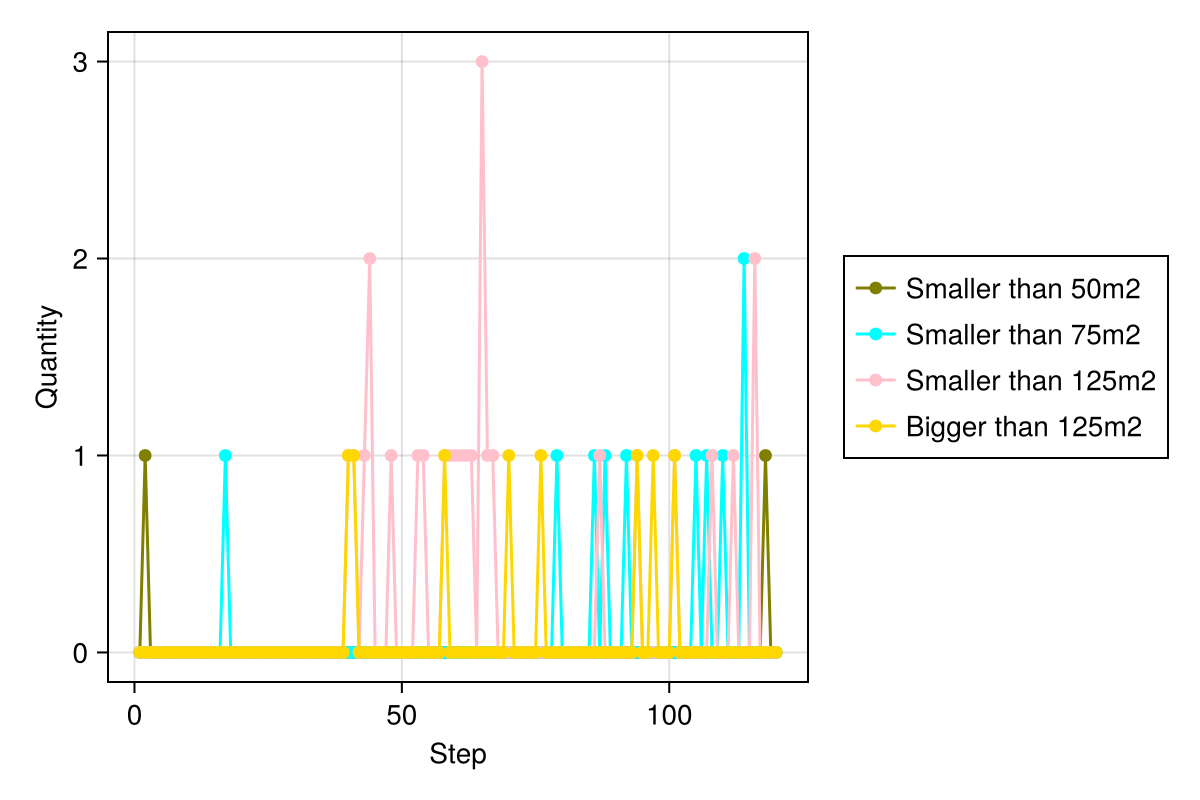 3
2
1
0
Quantity
0 50 100
Step
Smaller than 50m2
Smaller than 75m2
Smaller than 125m2
Bigger than 125m2